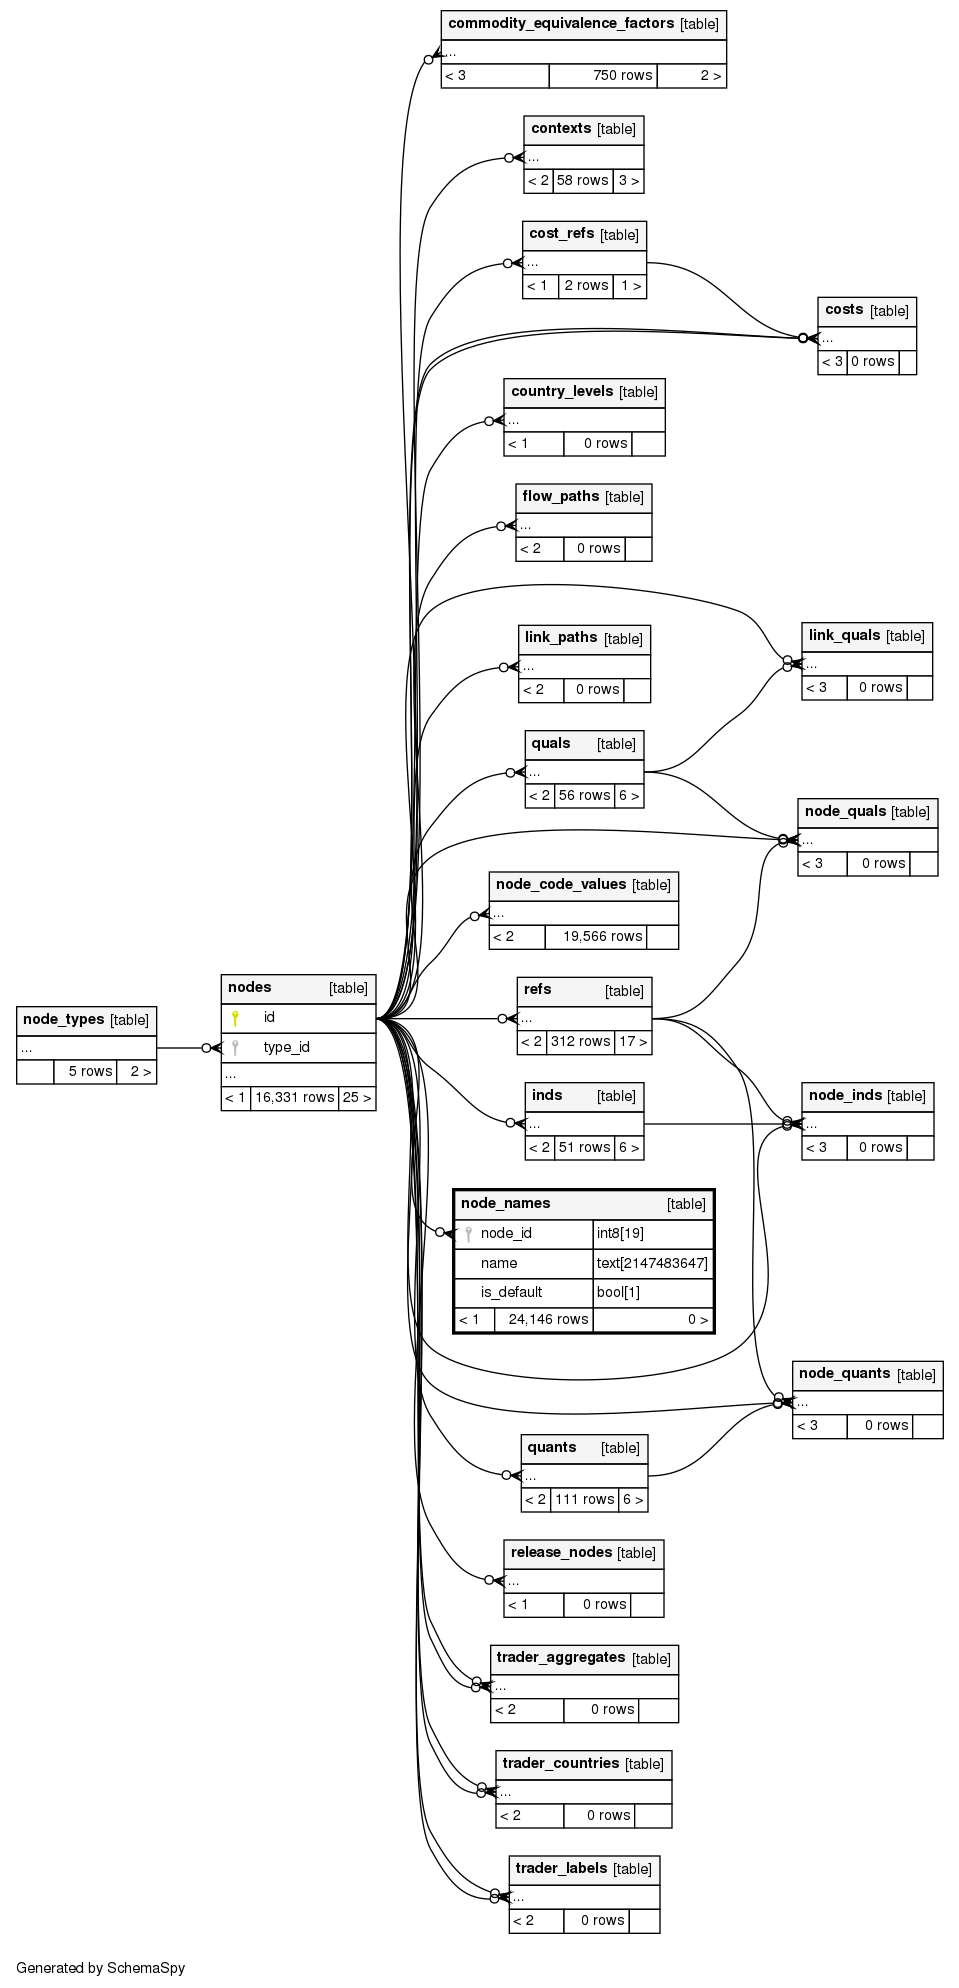 commodity_equivalence_factors [table]
...
< 3 750 rows 2 >
contexts [table]
...
< 2 58 rows 3 >
cost_refs [table]
...
< 1 2 rows 1 >
costs [table]
...
< 3 0 rows
country_levels [table]
...
< 1 0 rows
flow_paths [table]
...
< 2 0 rows
link_paths [table]
...
< 2 0 rows
link_quals [table]
...
< 3 0 rows
quals [table]
...
< 2 56 rows 6 >
node_quals [table]
...
< 3 0 rows
node_code_values [table]
...
< 2 19,566 rows
node_types [table]
...
5 rows 2 >
nodes [table]
id
type_id
...
< 1 16,331 rows 25 >
refs [table]
...
< 2 312 rows 17 >
inds [table]
...
< 2 51 rows 6 >
node_inds [table]
...
< 3 0 rows
node_names [table]
node_id int8[19]
name text[2147483647]
is_default bool[1]
< 1 24,146 rows 0 >
node_quants [table]
...
< 3 0 rows
quants [table]
...
< 2 111 rows 6 >
release_nodes [table]
...
< 1 0 rows
trader_aggregates [table]
...
< 2 0 rows
trader_countries [table]
...
< 2 0 rows
trader_labels [table]
...
< 2 0 rows
Generated by SchemaSpy